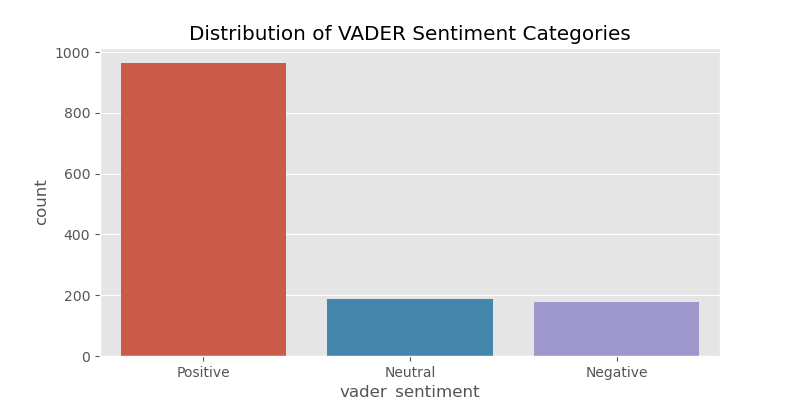 Distribution of VADER Sentiment Categories
1000
800
600
400
200
0
count
Positive
Neutral
Negative
vader_sentiment